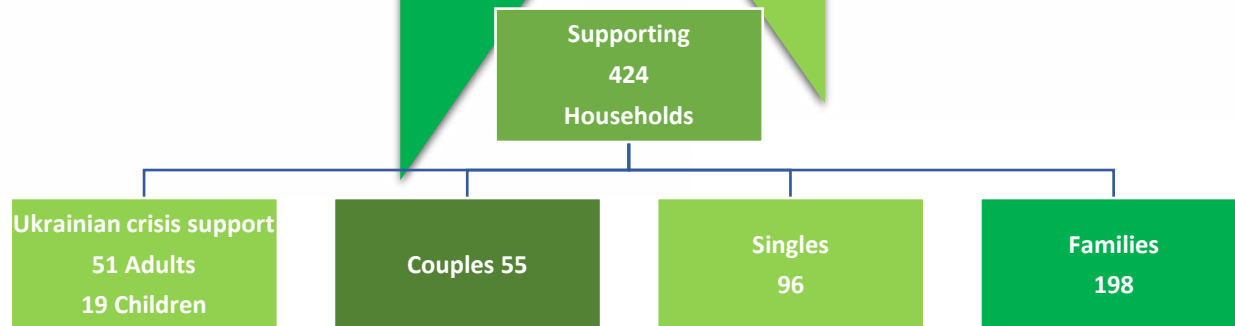 Supporting
424
Households
Ukrainian crisis support
51 Adults
19 Children
Couples 55
Singles
96
Families
198